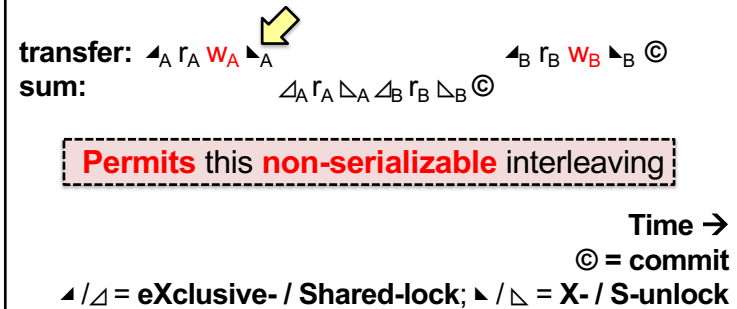 transfer: ◢A rA wA ◣A ◢B rB wB ◣B ©
sum: ◿A rA ◺A ◿B rB ◺B ©
Permits this non-serializable interleaving
Time →
© = commit
◢ /◿ = eXclusive- / Shared-lock; ◣ / ◺ = X- / S-unlock